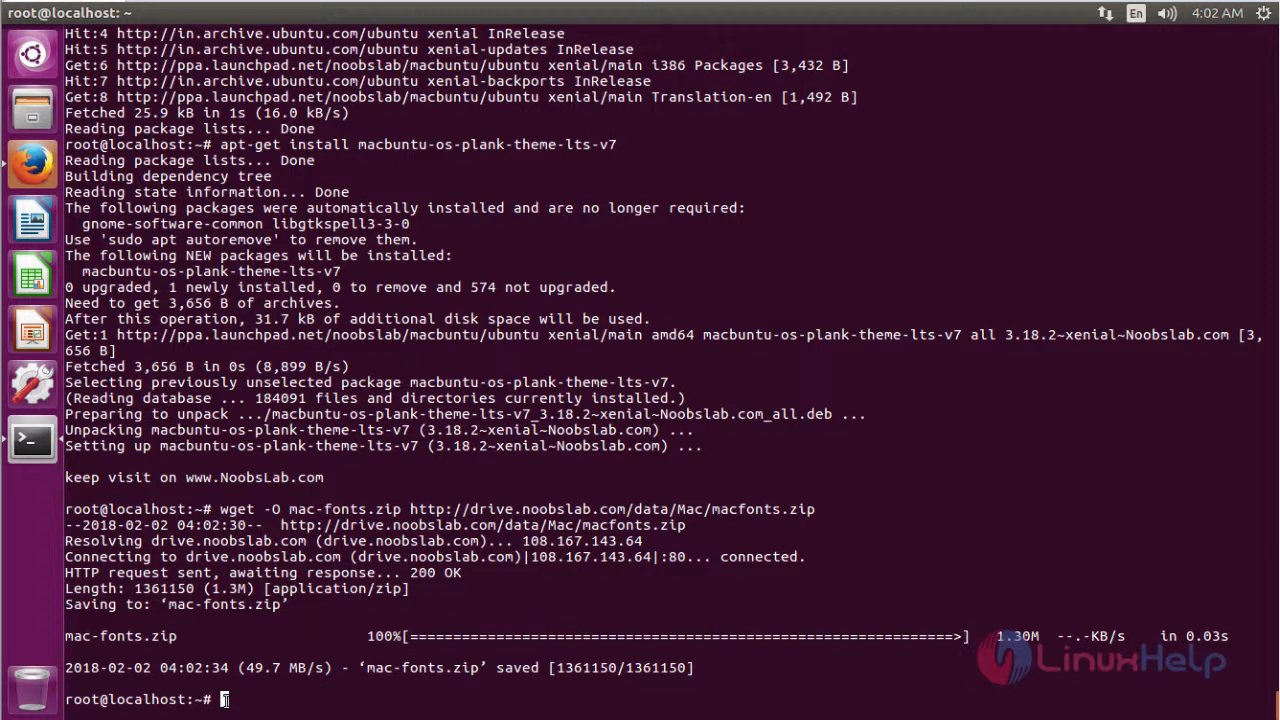 root@localhost: ~
En
4:02 AM
Hit:4 http://in.archive.ubuntu.com/ubuntu xenial InRelease
Hit:5 http://in.archive.ubuntu.com/ubuntu xenial-updates InRelease
Get:6 http://ppa.launchpad.net/noobslab/macbuntu/ubuntu xenial/main i386 Packages [3,432 B]
Hit:7 http://in.archive.ubuntu.com/ubuntu xenial-backports InRelease
Get:8 http://ppa.launchpad.net/noobslab/macbuntu/ubuntu xenial/main Translation-en [1,492 B]
Fetched 25.9 kB in 1s (16.0 kB/s)
Reading package lists... Done
root@localhost:~# apt-get install macbuntu-os-plank-theme-lts-v7
Reading package lists... Done
Building dependency tree
Reading state information... Done
The following packages were automatically installed and are no longer required:
  gnome-software-common libgtkspell3-3-0
Use 'sudo apt autoremove' to remove them.
The following NEW packages will be installed:
  macbuntu-os-plank-theme-lts-v7
0 upgraded, 1 newly installed, 0 to remove and 574 not upgraded.
Need to get 3,656 B of archives.
After this operation, 31.7 kB of additional disk space will be used.
Get:1 http://ppa.launchpad.net/noobslab/macbuntu/ubuntu xenial/main amd64 macbuntu-os-plank-theme-lts-v7 all 3.18.2~xenial~Noobslab.com [3,
656 B]
Fetched 3,656 B in 0s (8,899 B/s)
Selecting previously unselected package macbuntu-os-plank-theme-lts-v7.
(Reading database ... 184091 files and directories currently installed.)
Preparing to unpack .../macbuntu-os-plank-theme-lts-v7_3.18.2~xenial~Noobslab.com_all.deb ...
Unpacking macbuntu-os-plank-theme-lts-v7 (3.18.2~xenial~Noobslab.com) ...
Setting up macbuntu-os-plank-theme-lts-v7 (3.18.2~xenial~Noobslab.com) ...
keep visit on www.NoobsLab.com
root@localhost:~# wget -O mac-fonts.zip http://drive.noobslab.com/data/Mac/macfonts.zip
--2018-02-02 04:02:30--  http://drive.noobslab.com/data/Mac/macfonts.zip
Resolving drive.noobslab.com (drive.noobslab.com)... 108.167.143.64
Connecting to drive.noobslab.com (drive.noobslab.com)|108.167.143.64|:80... connected.
HTTP request sent, awaiting response... 200 OK
Length: 1361150 (1.3M) [application/zip]
Saving to: ‘mac-fonts.zip’
mac-fonts.zip 100%[===============================================================>] 1.30M --.-KB/s in 0.03s
2018-02-02 04:02:34 (49.7 MB/s) - ‘mac-fonts.zip’ saved [1361150/1361150]
LinuxHelp
root@localhost:~#